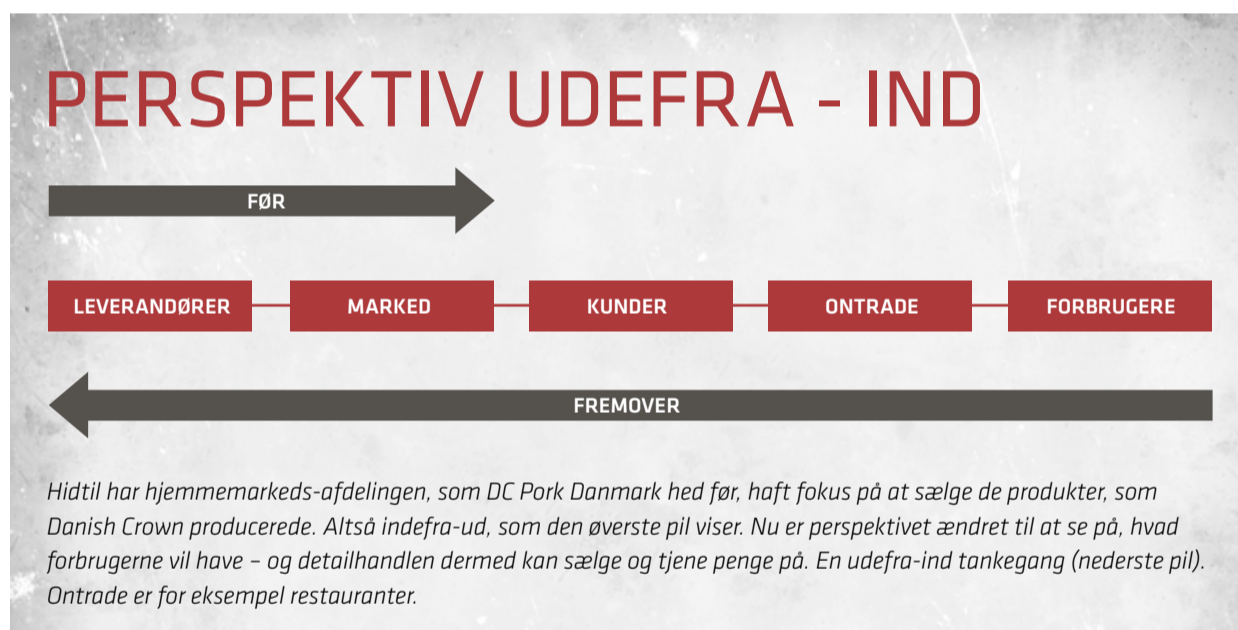 PERSPEKTIV UDEFRA - IND
FØR
LEVERANDØRER
MARKED
KUNDER
ONTRADE
FORBRUGERE
FREMOVER
Hidtil har hjemmemarkeds-afdelingen, som DC Pork Danmark hed før, haft fokus på at sælge de produkter, som
Danish Crown producerede. Altså indefra-ud, som den øverste pil viser. Nu er perspektivet ændret til at se på, hvad
forbrugerne vil have – og detailhandlen dermed kan sælge og tjene penge på. En udefra-ind tankegang (nederste pil).
Ontrade er for eksempel restauranter.